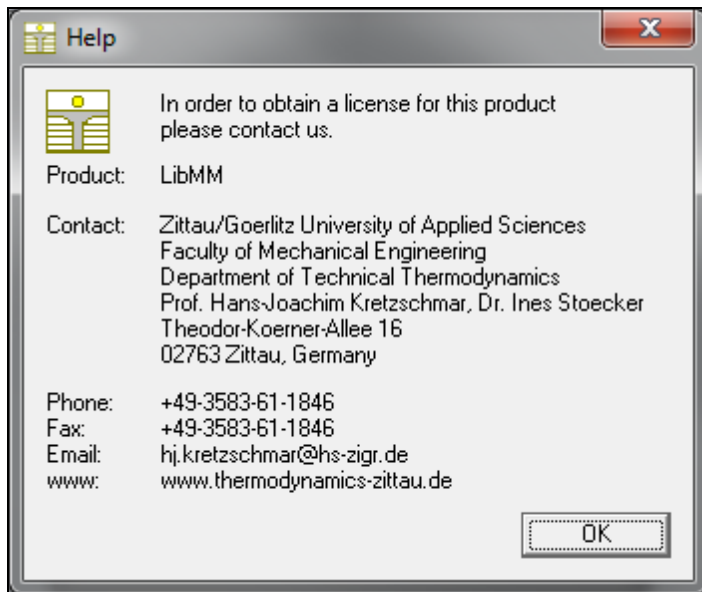 Help
In order to obtain a license for this product
please contact us.
Product: LibMM
Contact: Zittau/Goerlitz University of Applied Sciences
Faculty of Mechanical Engineering
Department of Technical Thermodynamics
Prof. Hans-Joachim Kretzschmar, Dr. Ines Stoecker
Theodor-Koerner-Allee 16
02763 Zittau, Germany
Phone: +49-3583-61-1846
Fax: +49-3583-61-1846
Email: hj.kretzschmar@hs-zigr.de
www: www.thermodynamics-zittau.de
OK